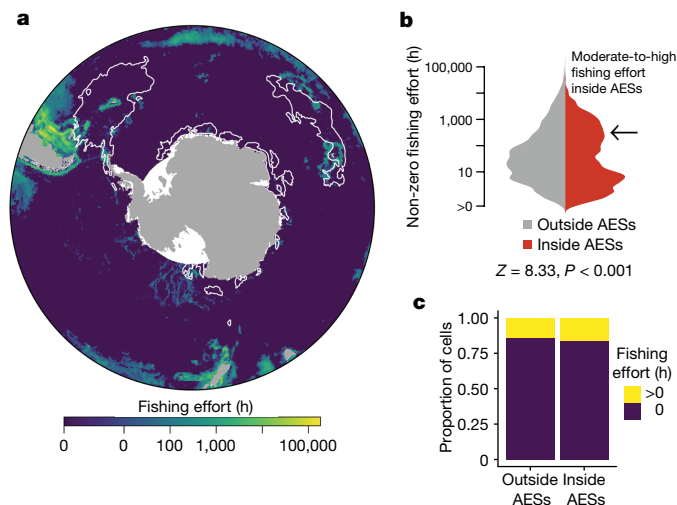 a
Fishing effort (h)
0 0 100 1,000 100,000
b
Non-zero fishing effort (h)
100,000
1,000
10
>0
Moderate-to-high
fishing effort
inside AESs
Outside AESs
Inside AESs
Z = 8.33, P < 0.001
c
Proportion of cells
1.00
0.75
0.50
0.25
0
Outside
AESs
Inside
AESs
Fishing
effort (h)
>0
0